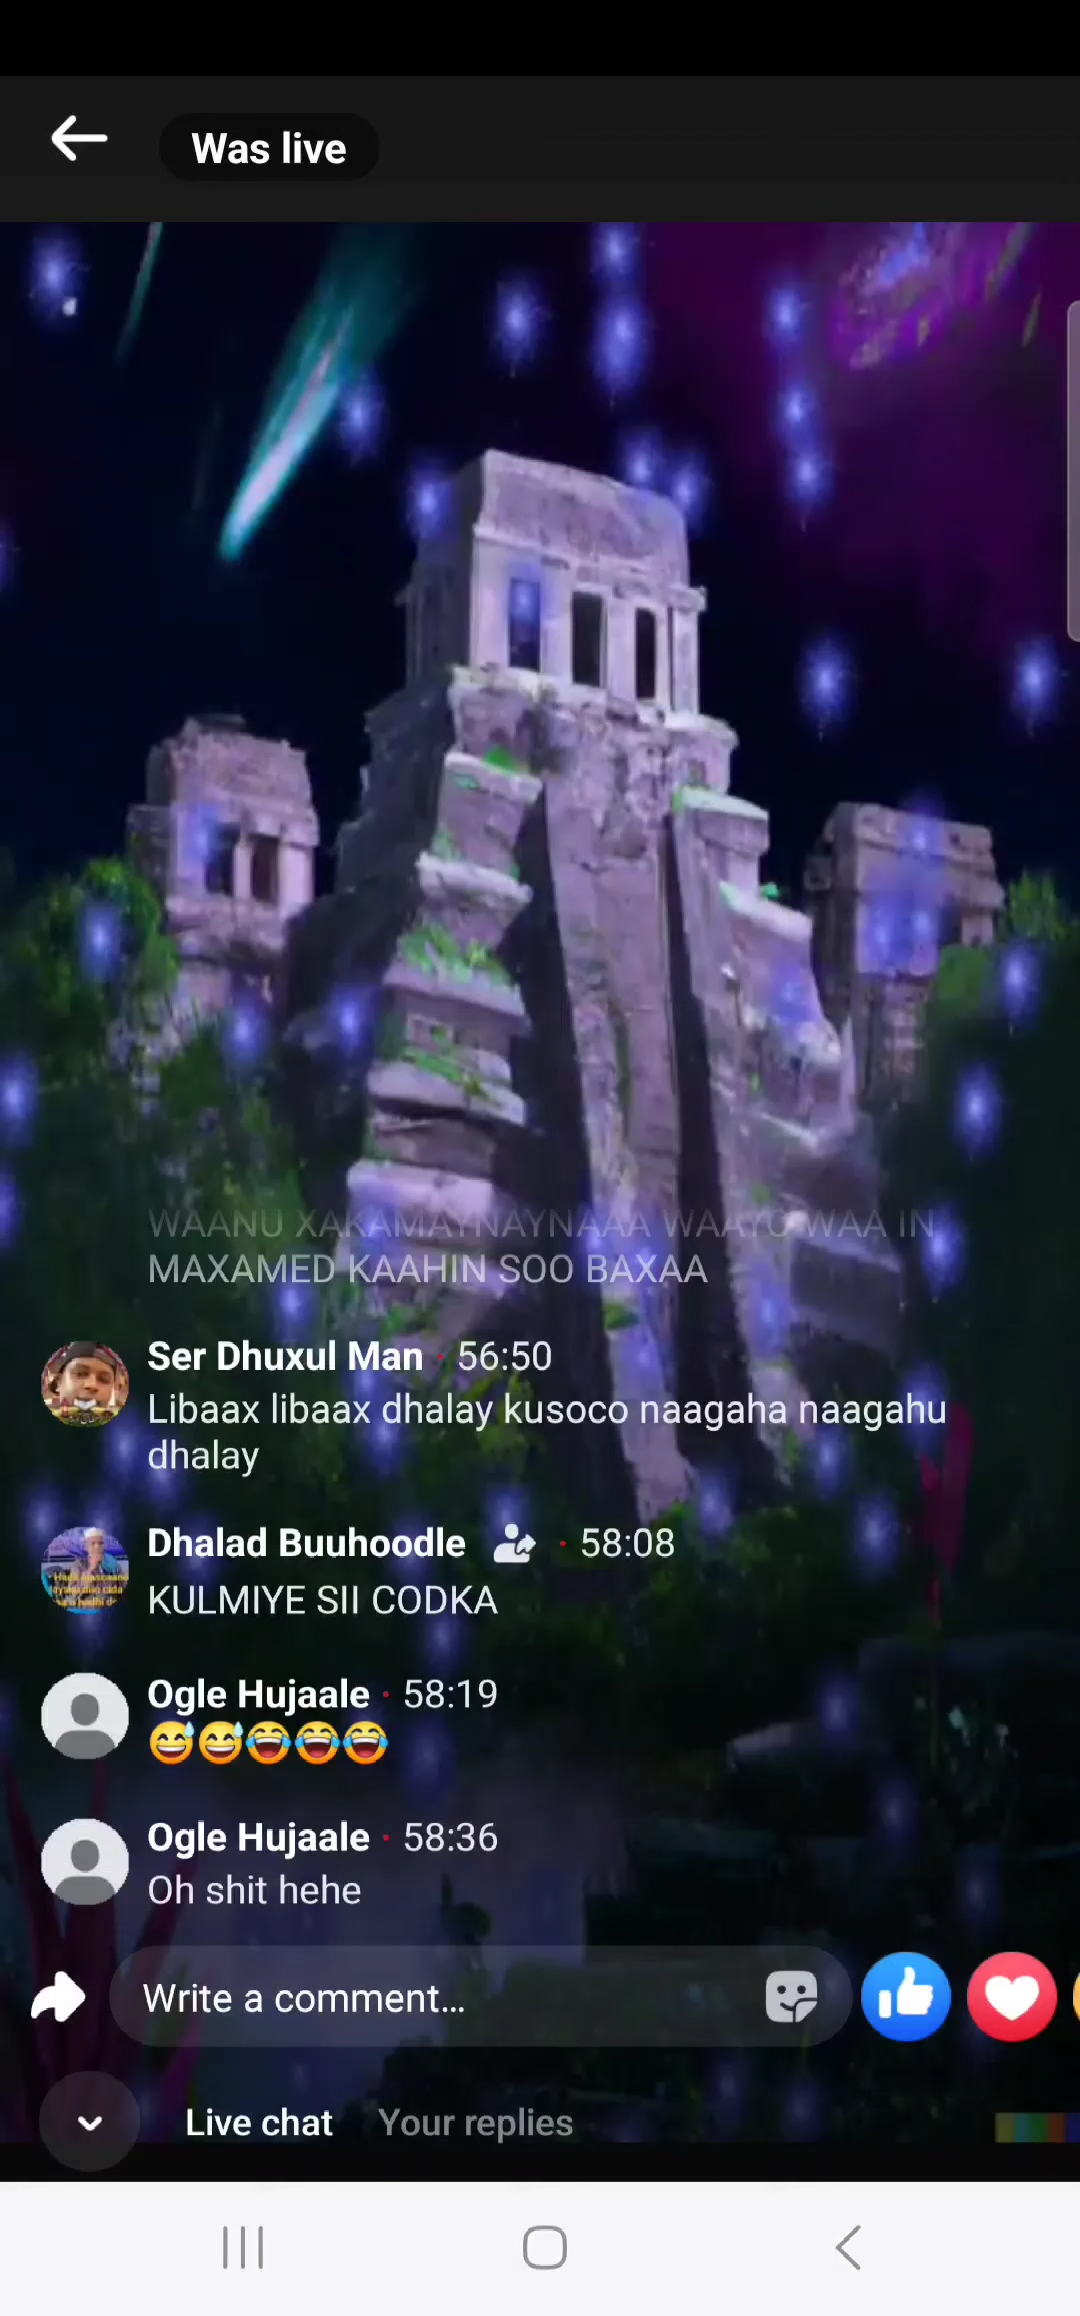 Was live
WAANU XAKAMAYNAYNAAA WAAYO WAA IN
MAXAMED KAAHIN SOO BAXAA
Ser Dhuxul Man · 56:50
Libaax libaax dhalay kusoco naagaha naagahu
dhalay
Dhalad Buuhoodle · 58:08
KULMIYE SII CODKA
Ogle Hujaale · 58:19
😅😅😂😂😂
Ogle Hujaale · 58:36
Oh shit hehe
Write a comment...
Live chat Your replies